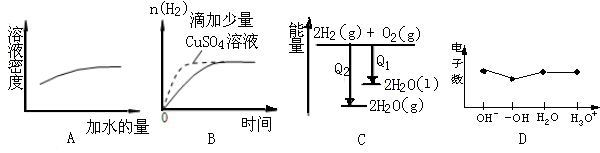 溶液密度
加水的量
A
n(H₂)
滴加少量
CuSO₄溶液
0
时间
B
能量
2H₂(g) + O₂(g)
Q₂
Q₁
2H₂O(l)
2H₂O(g)
C
电子数
OH⁻ -OH H₂O H₃O⁺
D